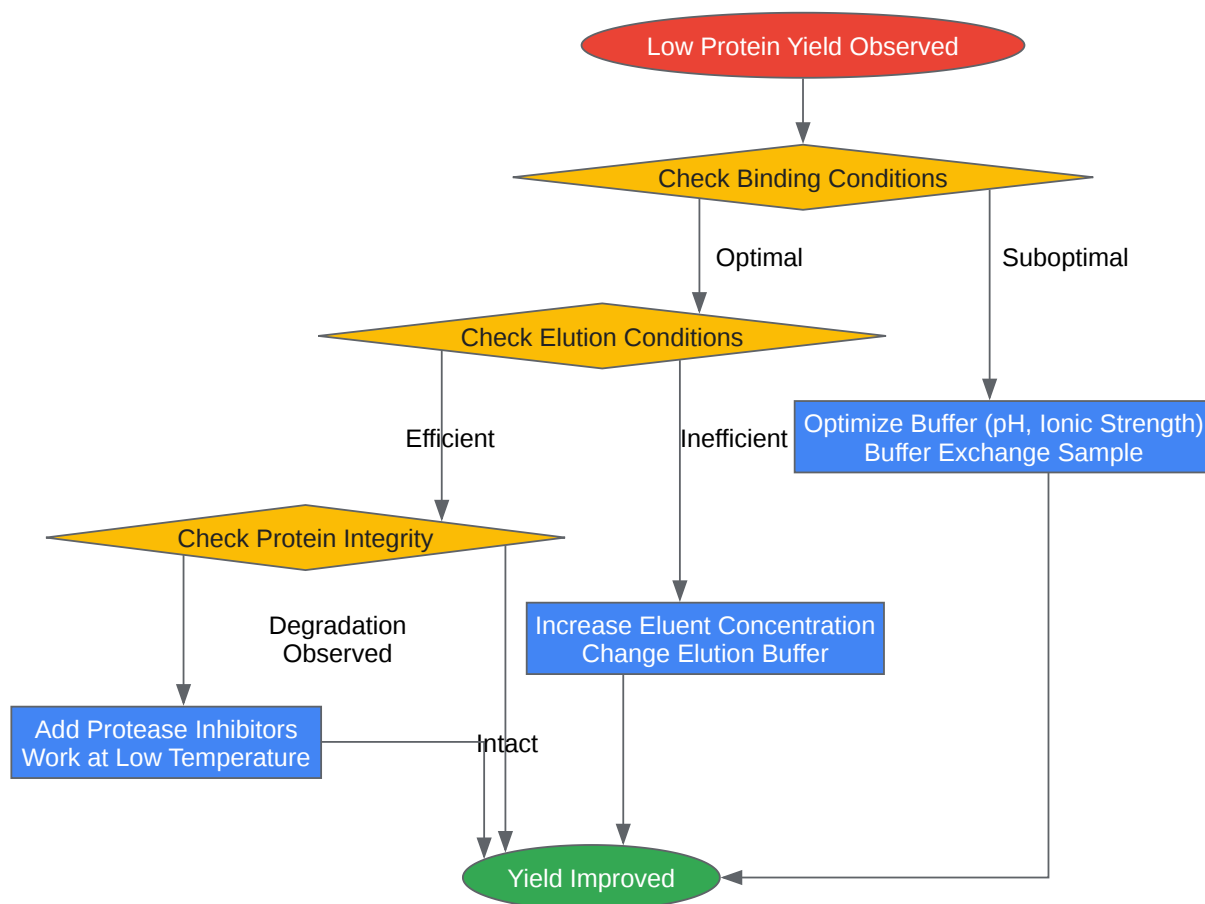 Low Protein Yield Observed
Check Binding Conditions
Optimal
Suboptimal
Check Elution Conditions
Efficient
Inefficient
Optimize Buffer (pH, Ionic Strength)
Buffer Exchange Sample
Check Protein Integrity
Degradation
Observed
Increase Eluent Concentration
Change Elution Buffer
Add Protease Inhibitors
Work at Low Temperature
Intact
Yield Improved